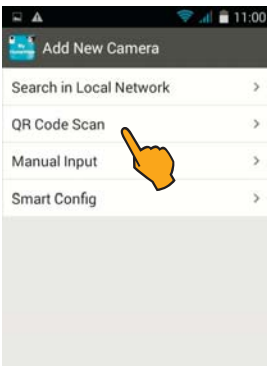 11:00
Add New Camera
Search in Local Network
QR Code Scan
Manual Input
Smart Config